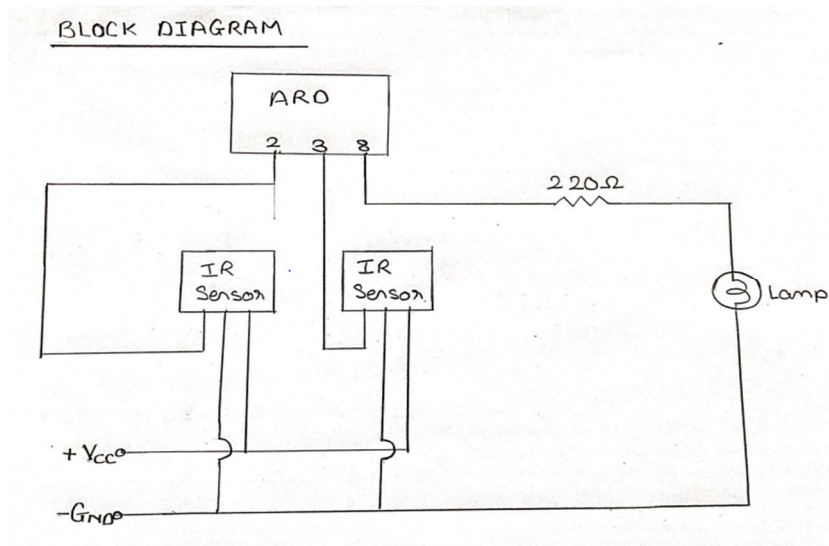 BLOCK DIAGRAM
ARD
2 3 8
220Ω
IR
Sensor
IR
Sensor
Lamp
+ Vcc
-GND